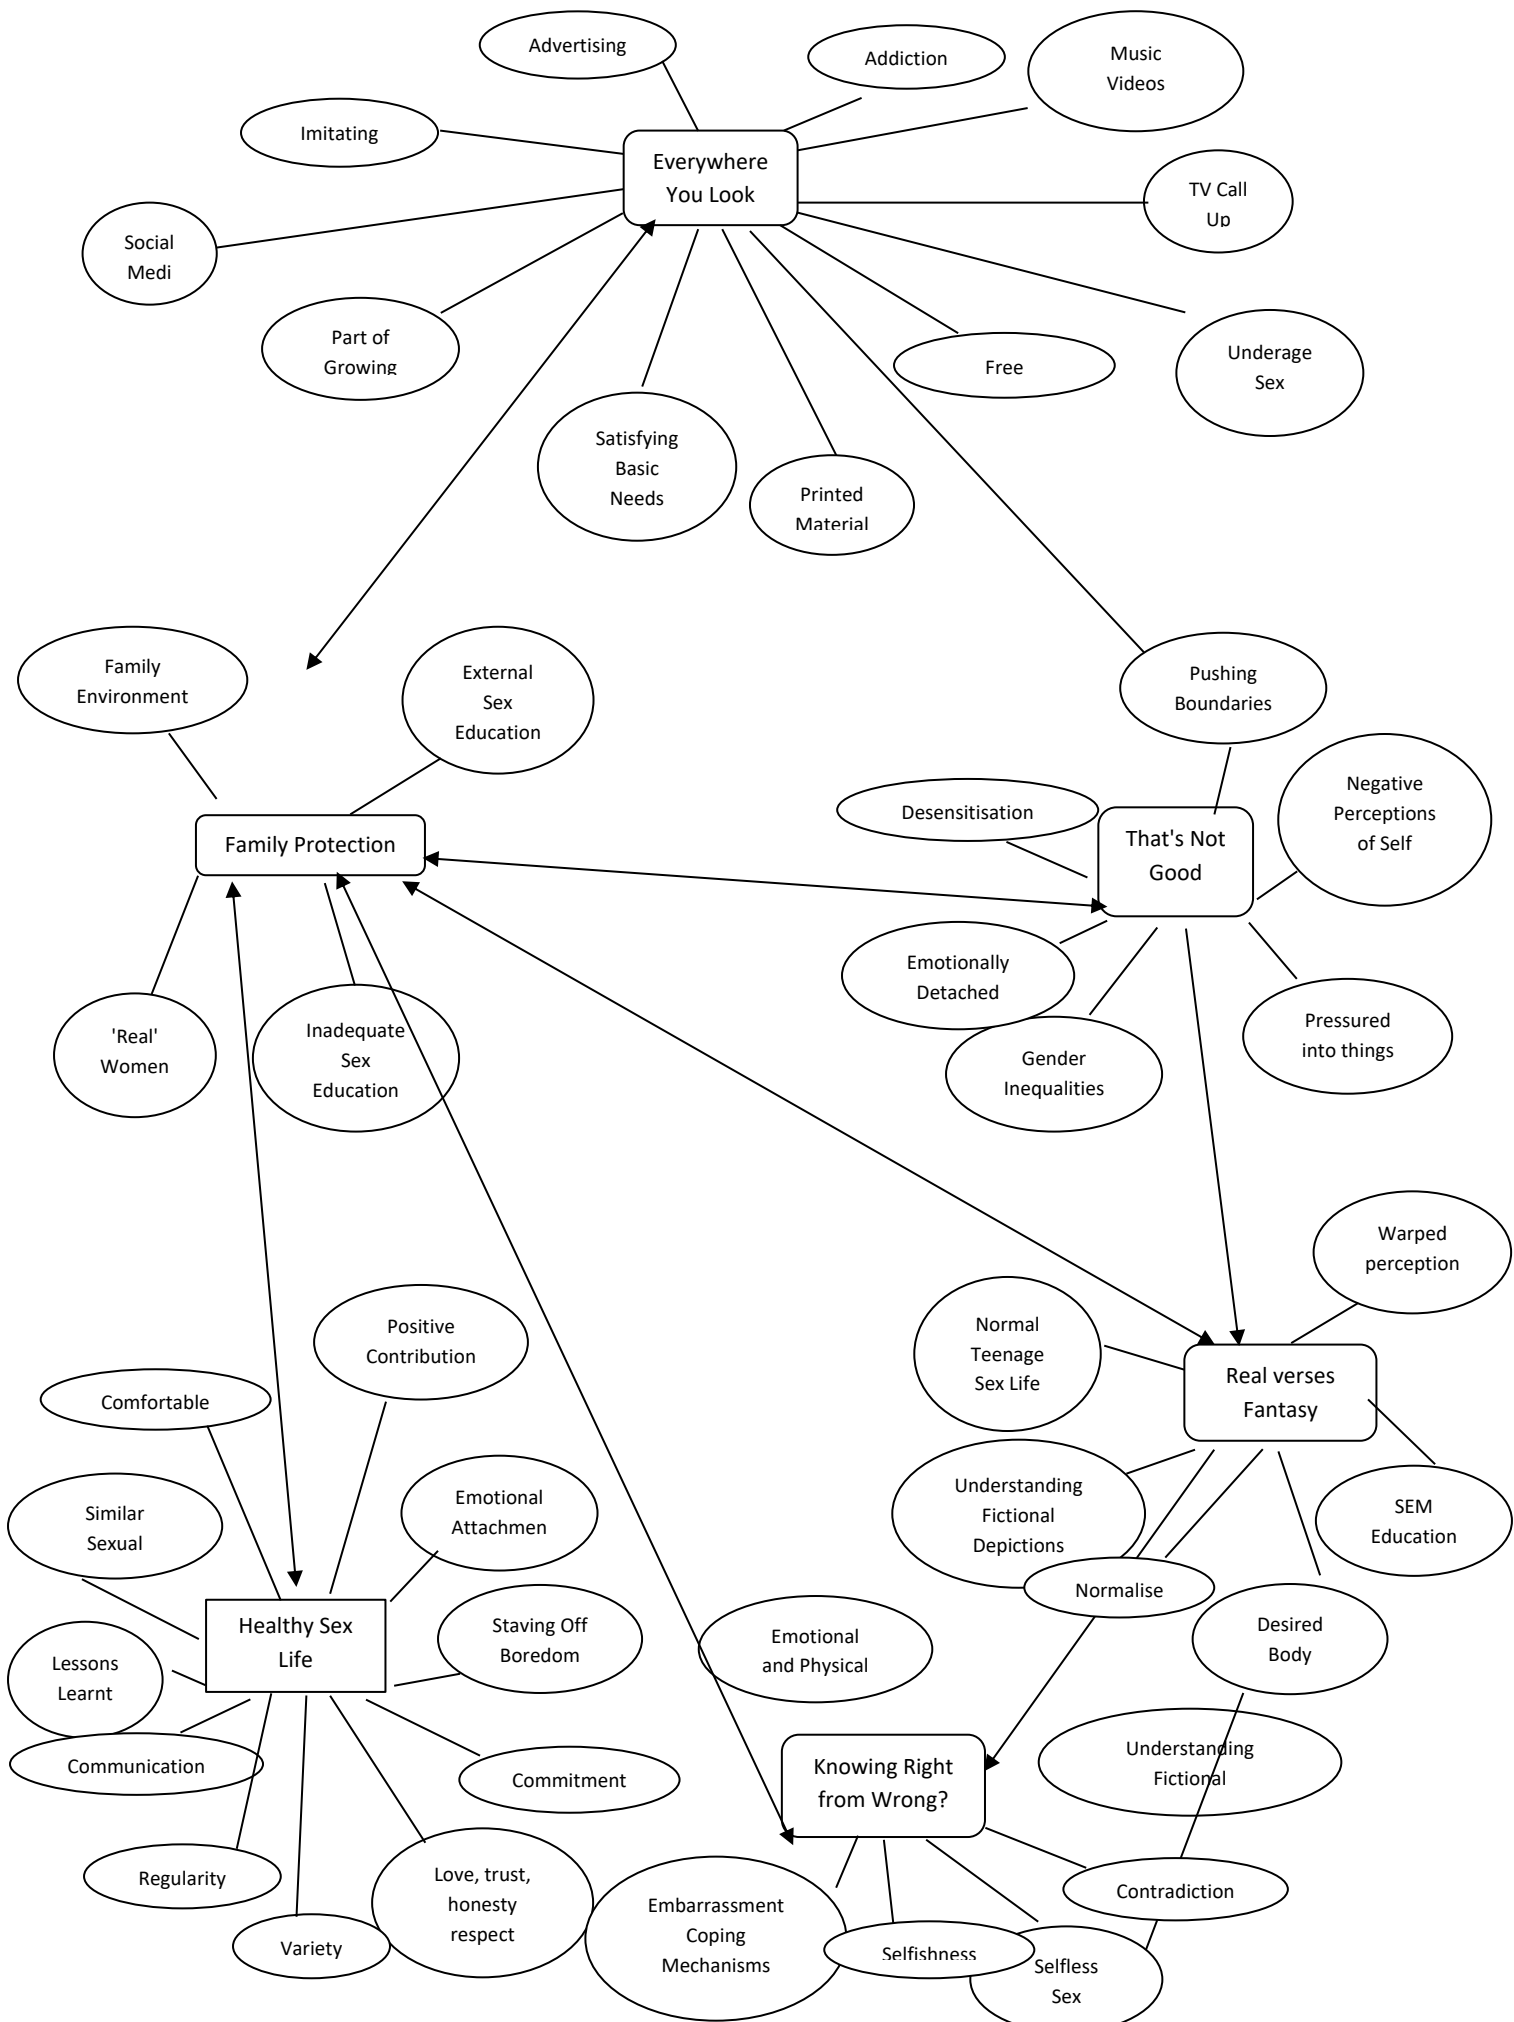 Advertising
Addiction
Music
Videos
Imitating
Everywhere
You Look
TV Call
Up
Social
Medi
Part of
Growing
Free
Underage
Sex
Satisfying
Basic
Needs
Printed
Material
Family
Environment
External
Sex
Education
Pushing
Boundaries
Desensitisation
Negative
Perceptions
of Self
Family Protection
That's Not
Good
Emotionally
Detached
'Real'
Women
Inadequate
Sex
Education
Gender
Inequalities
Pressured
into things
Warped
perception
Positive
Contribution
Normal
Teenage
Sex Life
Real verses
Fantasy
Comfortable
Similar
Sexual
Emotional
Attachmen
Understanding
Fictional
Depictions
SEM
Education
Normalise
Healthy Sex
Life
Staving Off
Boredom
Emotional
and Physical
Desired
Body
Lessons
Learnt
Communication
Commitment
Knowing Right
from Wrong?
Understanding
Fictional
Regularity
Love, trust,
honesty
respect
Embarrassment
Coping
Mechanisms
Contradiction
Variety
Selfishness
Selfless
Sex